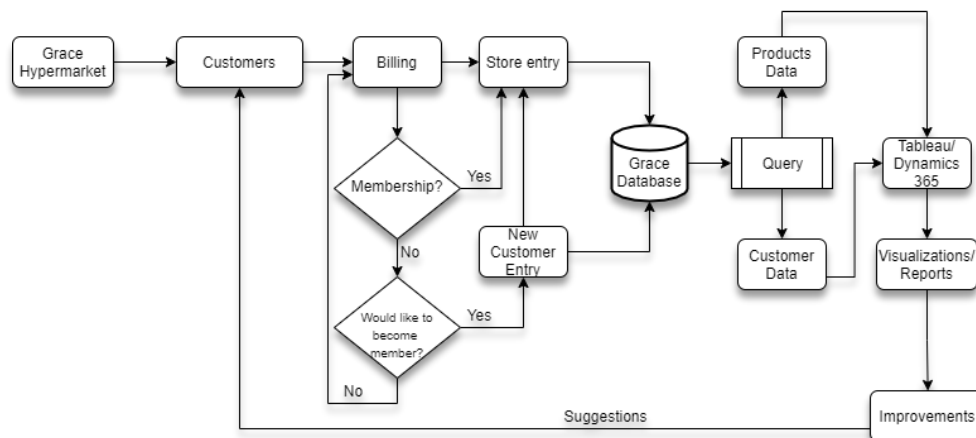 Grace
Hypermarket
Customers
Billing
Store entry
Products
Data
Membership?
Yes
No
Would like to
become
member?
Yes
No
New
Customer
Entry
Grace
Database
Query
Customer
Data
Tableau/
Dynamics
365
Visualizations/
Reports
Improvements
Suggestions